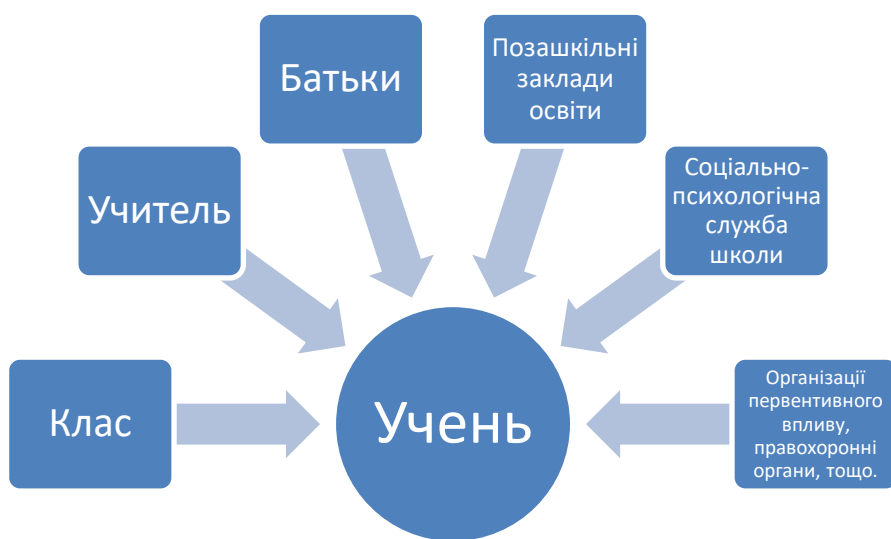 Батьки
Позашкільні
заклади
освіти
Учитель
Соціально-
психологічна
служба
школи
Клас
Учень
Організації
первентивного
впливу,
правохоронні
органи, тощо.